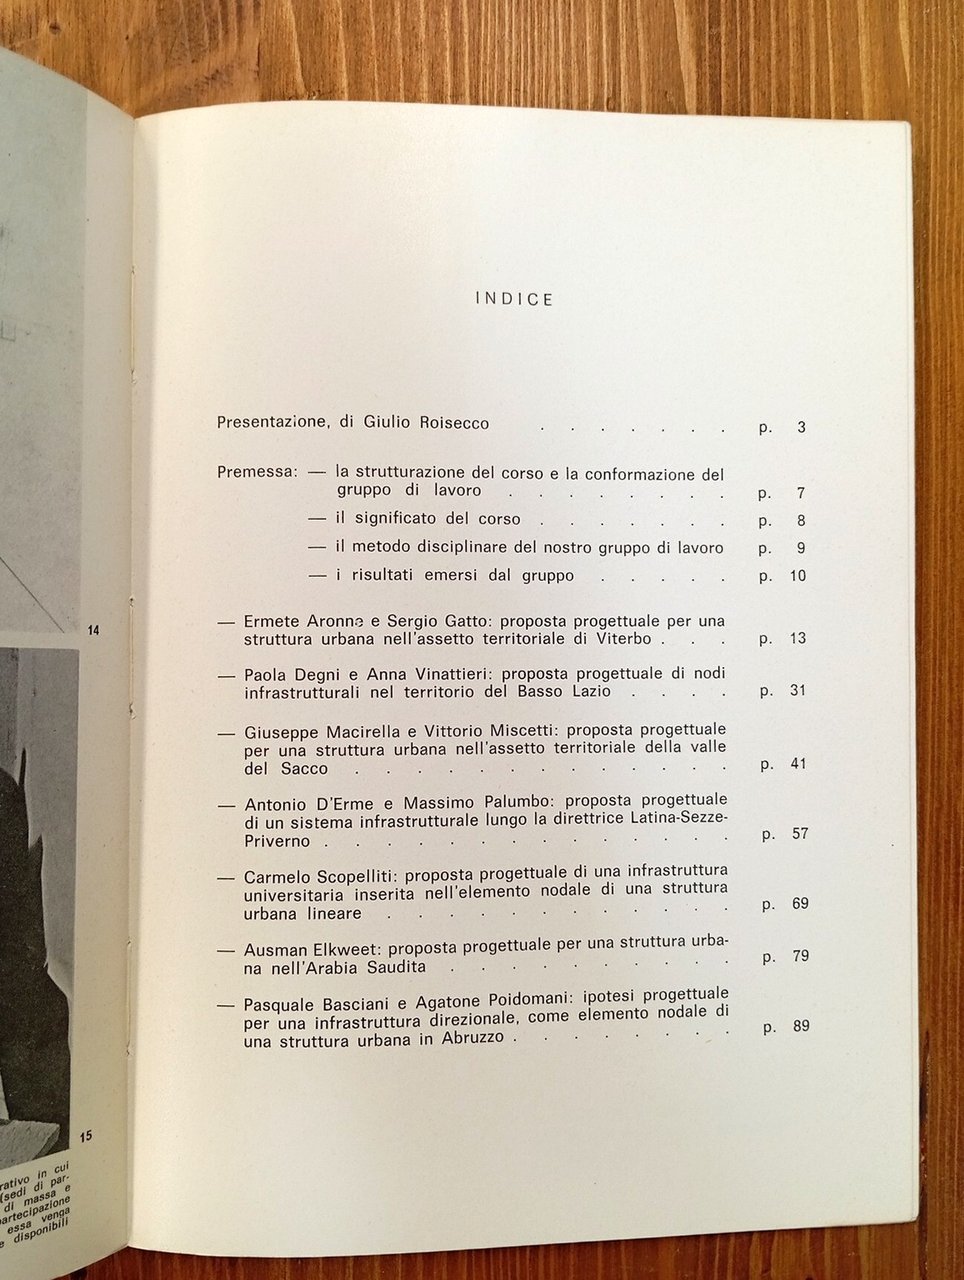 INDICE
Presentazione, di Giulio Roisecco . . . . . . . p. 3
Premessa: — la strutturazione del corso e la conformazione del
gruppo di lavoro . . . . . . . . p. 7
— il significato del corso . . . . . . . p. 8
— il metodo disciplinare del nostro gruppo di lavoro p. 9
— i risultati emersi dal gruppo . . . . . p. 10
— Ermete Aronne e Sergio Gatto: proposta progettuale per una
struttura urbana nell'assetto territoriale di Viterbo . . . p. 13
— Paola Degni e Anna Vinattieri: proposta progettuale di nodi
infrastrutturali nel territorio del Basso Lazio . . . . p. 31
— Giuseppe Macirella e Vittorio Miscetti: proposta progettuale
per una struttura urbana nell'assetto territoriale della valle
del Sacco . . . . . . . . . . . . . p. 41
— Antonio D'Erme e Massimo Palumbo: proposta progettuale
di un sistema infrastrutturale lungo la direttrice Latina-Sezze-
Priverno . . . . . . . . . . . . . . p. 57
— Carmelo Scopelliti: proposta progettuale di una infrastruttura
universitaria inserita nell'elemento nodale di una struttura
urbana lineare . . . . . . . . . . . . p. 69
— Ausman Elkweet: proposta progettuale per una struttura urba-
na nell'Arabia Saudita . . . . . . . . . . p. 79
— Pasquale Basciani e Agatone Poidomani: ipotesi progettuale
per una infrastruttura direzionale, come elemento nodale di
una struttura urbana in Abruzzo . . . . . . . . p. 89
14
15
rativo in cui
(sedi di par-
di massa e
artecipazione
essa venga
e disponibili